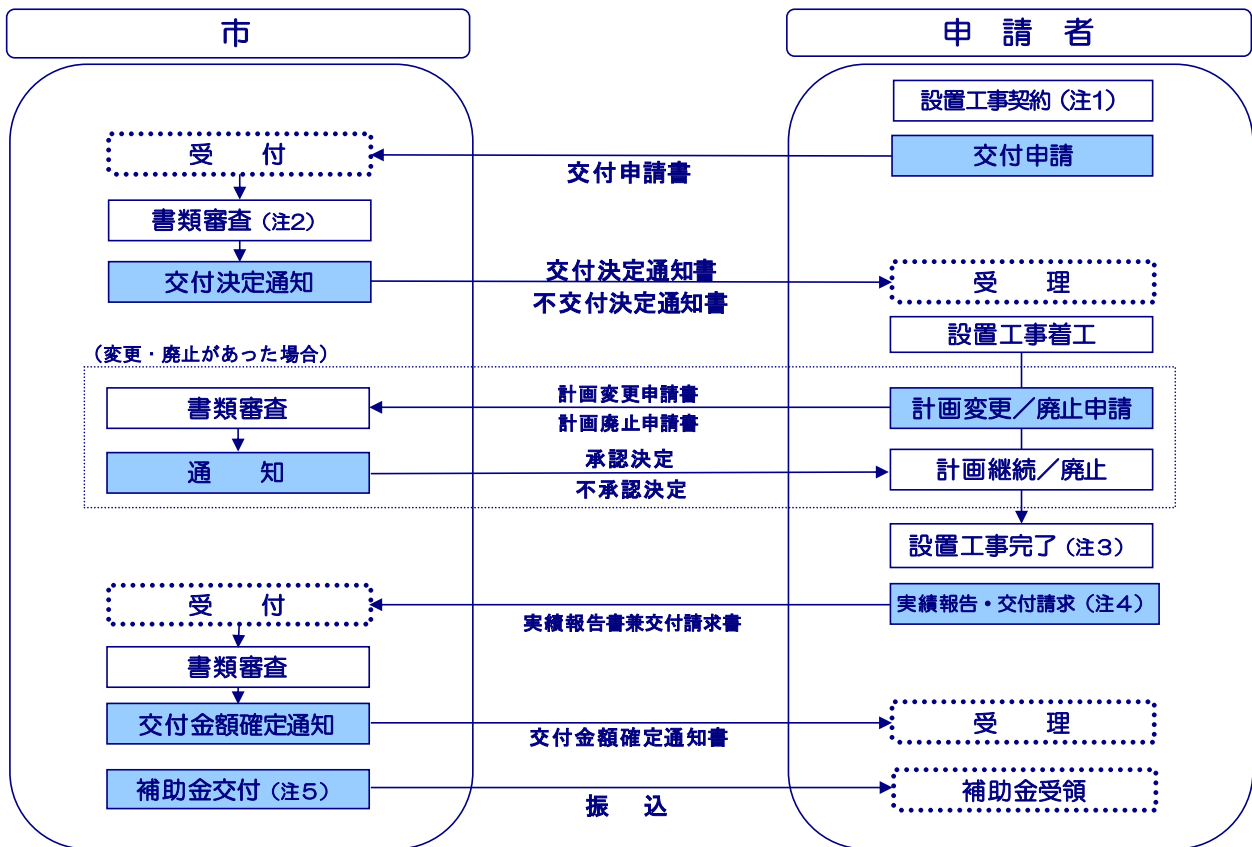 市
申請者
設置工事契約（注1）
受付
交付申請書
交付申請
書類審査（注2）
交付決定通知
交付決定通知書
不交付決定通知書
受理
設置工事着工
（変更・廃止があった場合）
書類審査
計画変更申請書
計画廃止申請書
計画変更／廃止申請
通知
承認決定
不承認決定
計画継続／廃止
設置工事完了（注３）
受付
実績報告書兼交付請求書
実績報告・交付請求（注４）
書類審査
交付金額確定通知
交付金額確定通知書
受理
補助金交付（注５）
振込
補助金受領